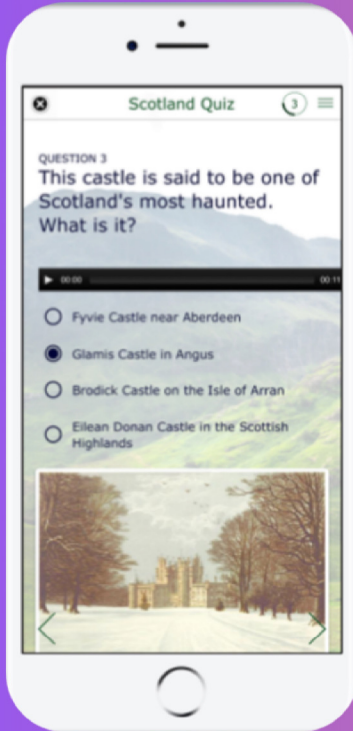 Scotland Quiz
3
QUESTION 3
This castle is said to be one of
Scotland's most haunted.
What is it?
00:00
00:11
Fyvie Castle near Aberdeen
Glamis Castle in Angus
Brodick Castle on the Isle of Arran
Eilean Donan Castle in the Scottish
Highlands